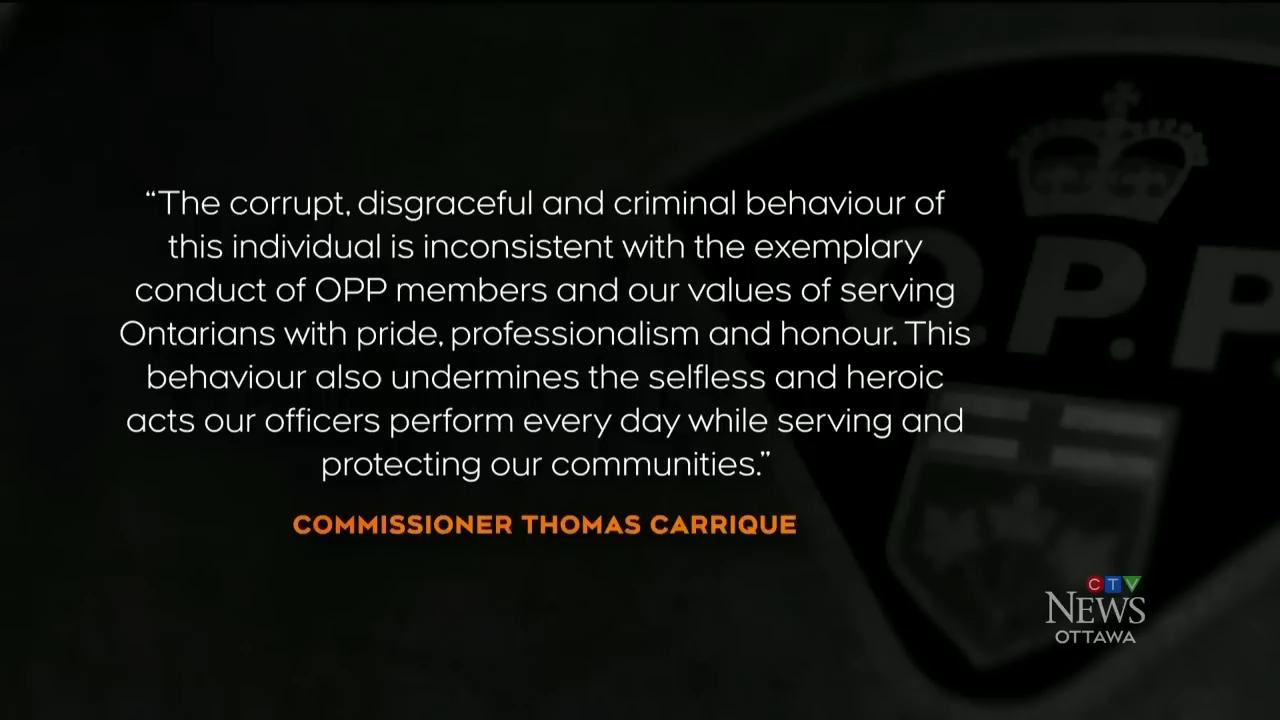 “The corrupt, disgraceful and criminal behaviour of
this individual is inconsistent with the exemplary
conduct of OPP members and our values of serving
Ontarians with pride, professionalism and honour. This
behaviour also undermines the selfless and heroic
acts our officers perform every day while serving and
protecting our communities.”
COMMISSIONER THOMAS CARRIQUE
O.P.P.
CTV
NEWS
OTTAWA